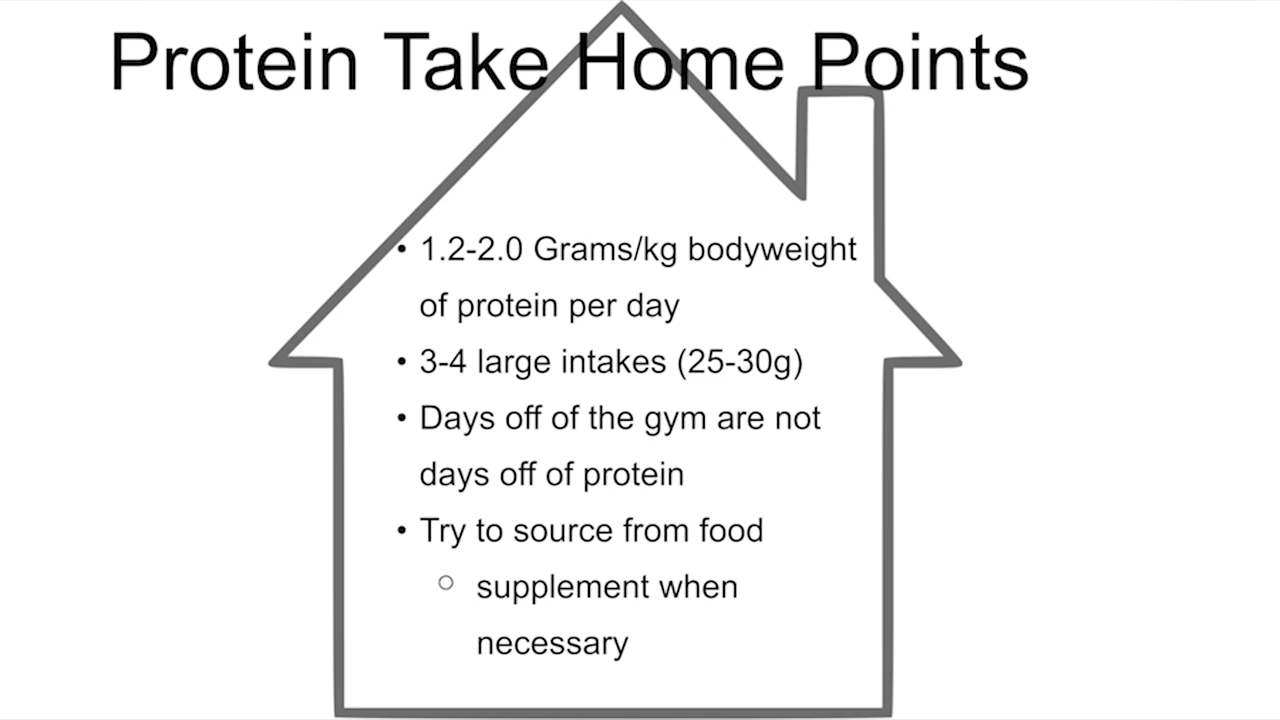 Protein Take Home Points
• 1.2-2.0 Grams/kg bodyweight
of protein per day
• 3-4 large intakes (25-30g)
• Days off of the gym are not
days off of protein
• Try to source from food
○ supplement when
necessary